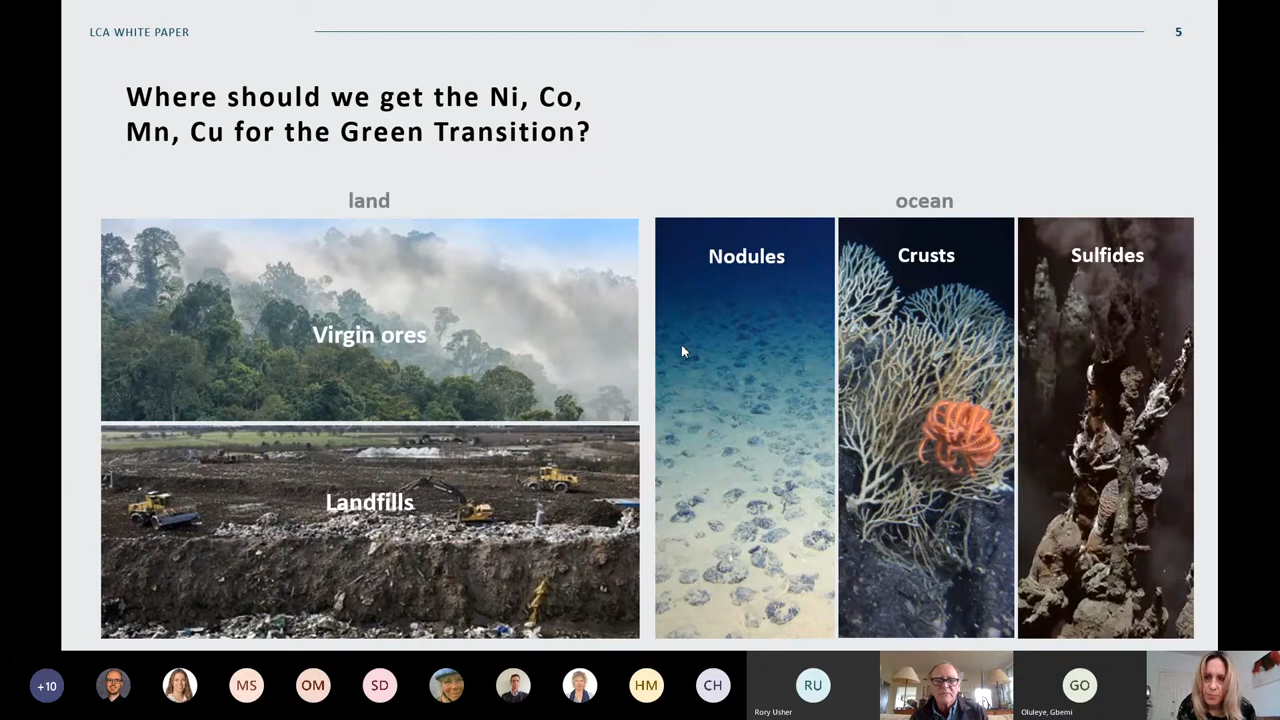 LCA WHITE PAPER
5
Where should we get the Ni, Co,
Mn, Cu for the Green Transition?
land
ocean
Virgin ores
Landfills
Nodules
Crusts
Sulfides
+10
MS
OM
SD
HM
CH
RU
Rory Usher
GO
Oluleye, Gbemi